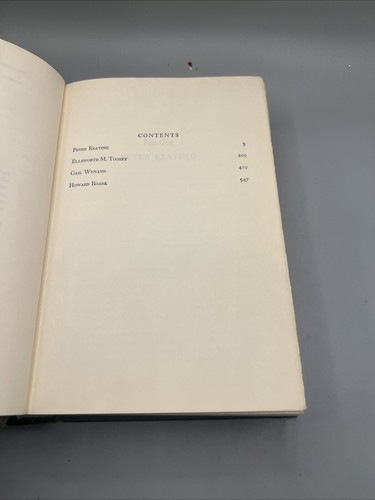 CONTENTS
PETER KEATING 3
ELLSWORTH M. TOOHEY 209
GAIL WYNAND 419
HOWARD ROARK 547